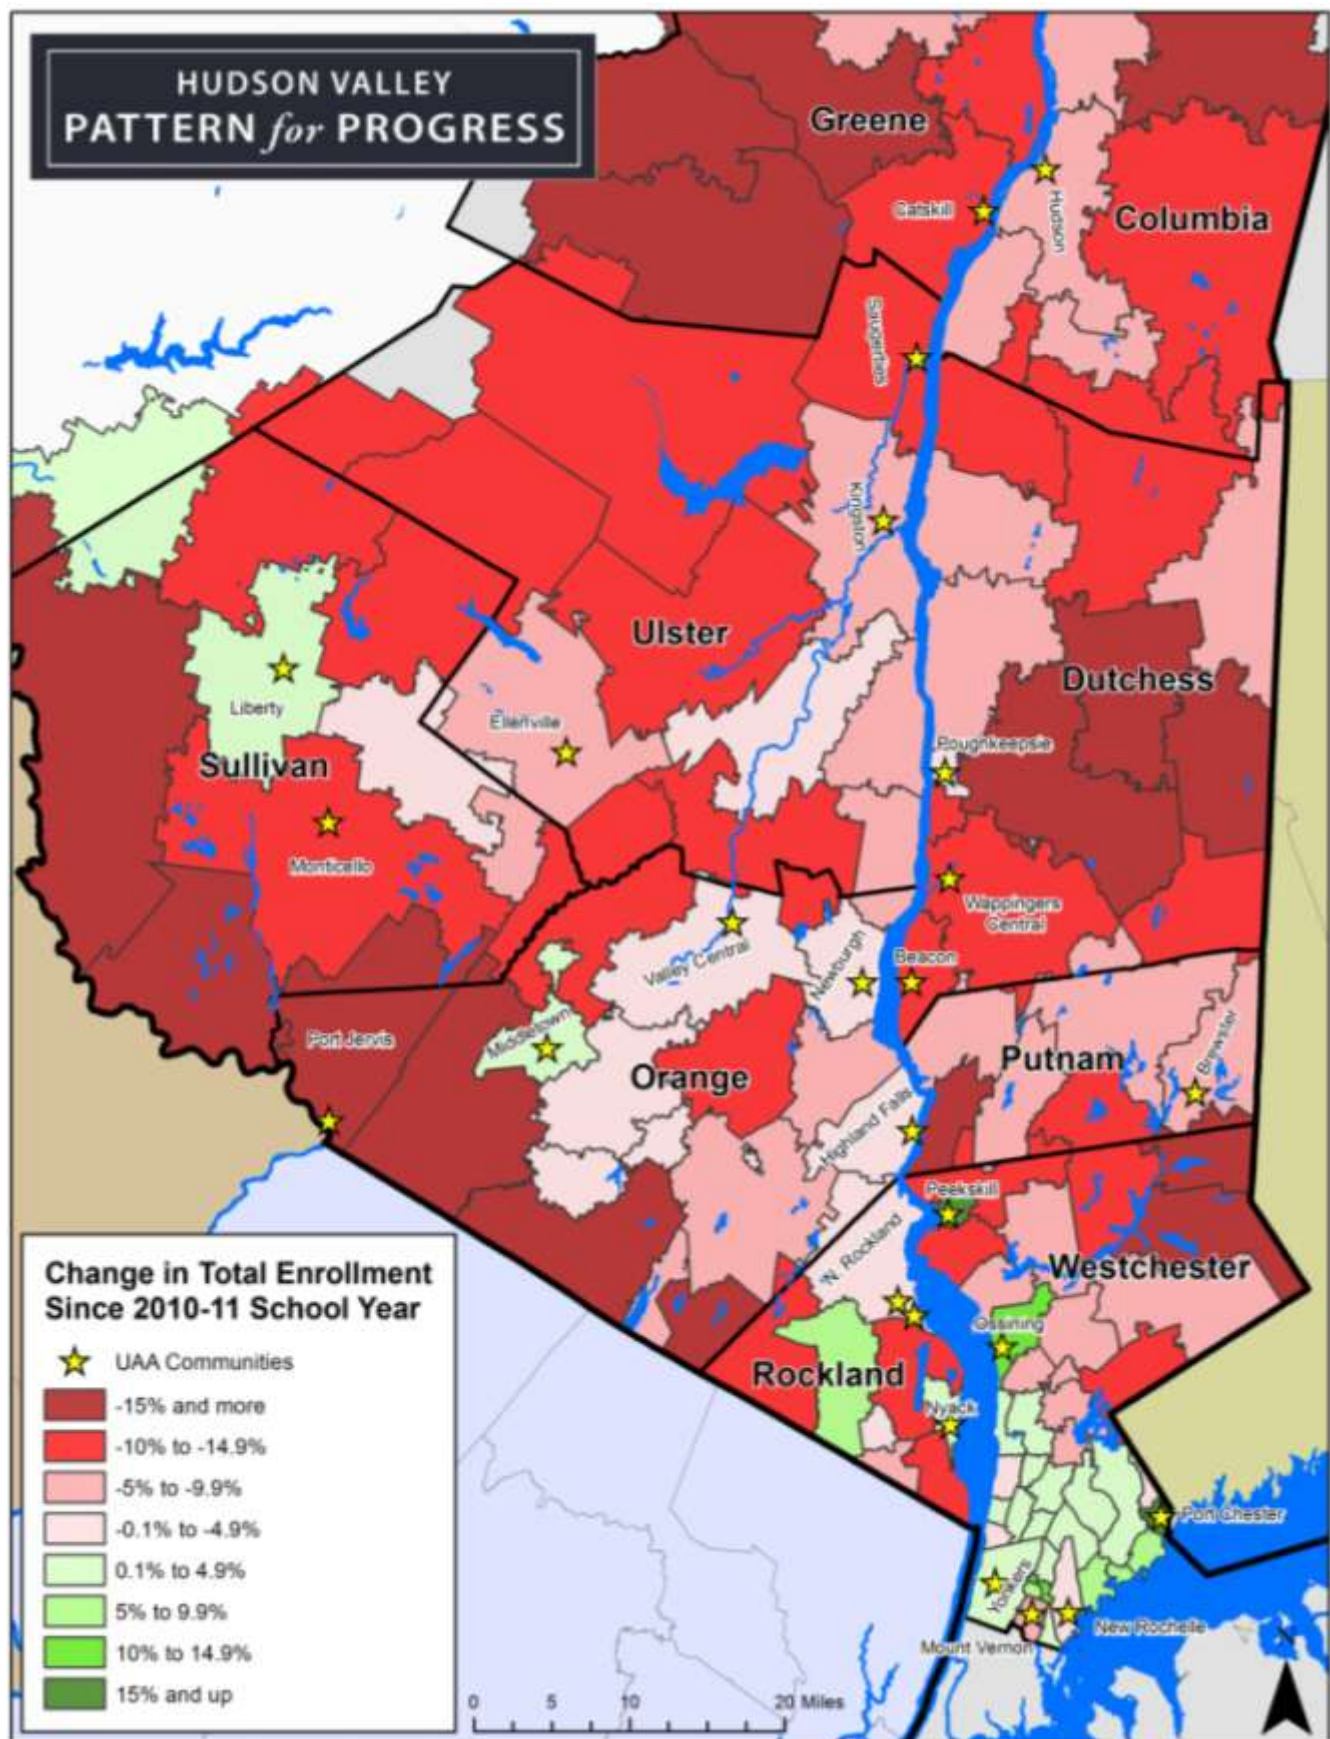 HUDSON VALLEY
PATTERN for PROGRESS
Greene
Catskill
Hudson
Columbia
Saugerties
Kingston
Ulster
Dutchess
Liberty
Ellenville
Sullivan
Poughkeepsie
Monticello
Wappingers
Central
Valley Central
Newburgh
Beacon
Port Jervis
Middletown
Orange
Putnam
Brewster
Highland Falls
Peekskill
N. Rockland
Westchester
Ossining
Rockland
Nyack
Port Chester
Yonkers
Mount Vernon
New Rochelle
Change in Total Enrollment
Since 2010-11 School Year
UAA Communities
-15% and more
-10% to -14.9%
-5% to -9.9%
-0.1% to -4.9%
0.1% to 4.9%
5% to 9.9%
10% to 14.9%
15% and up
0 5 10 20 Miles